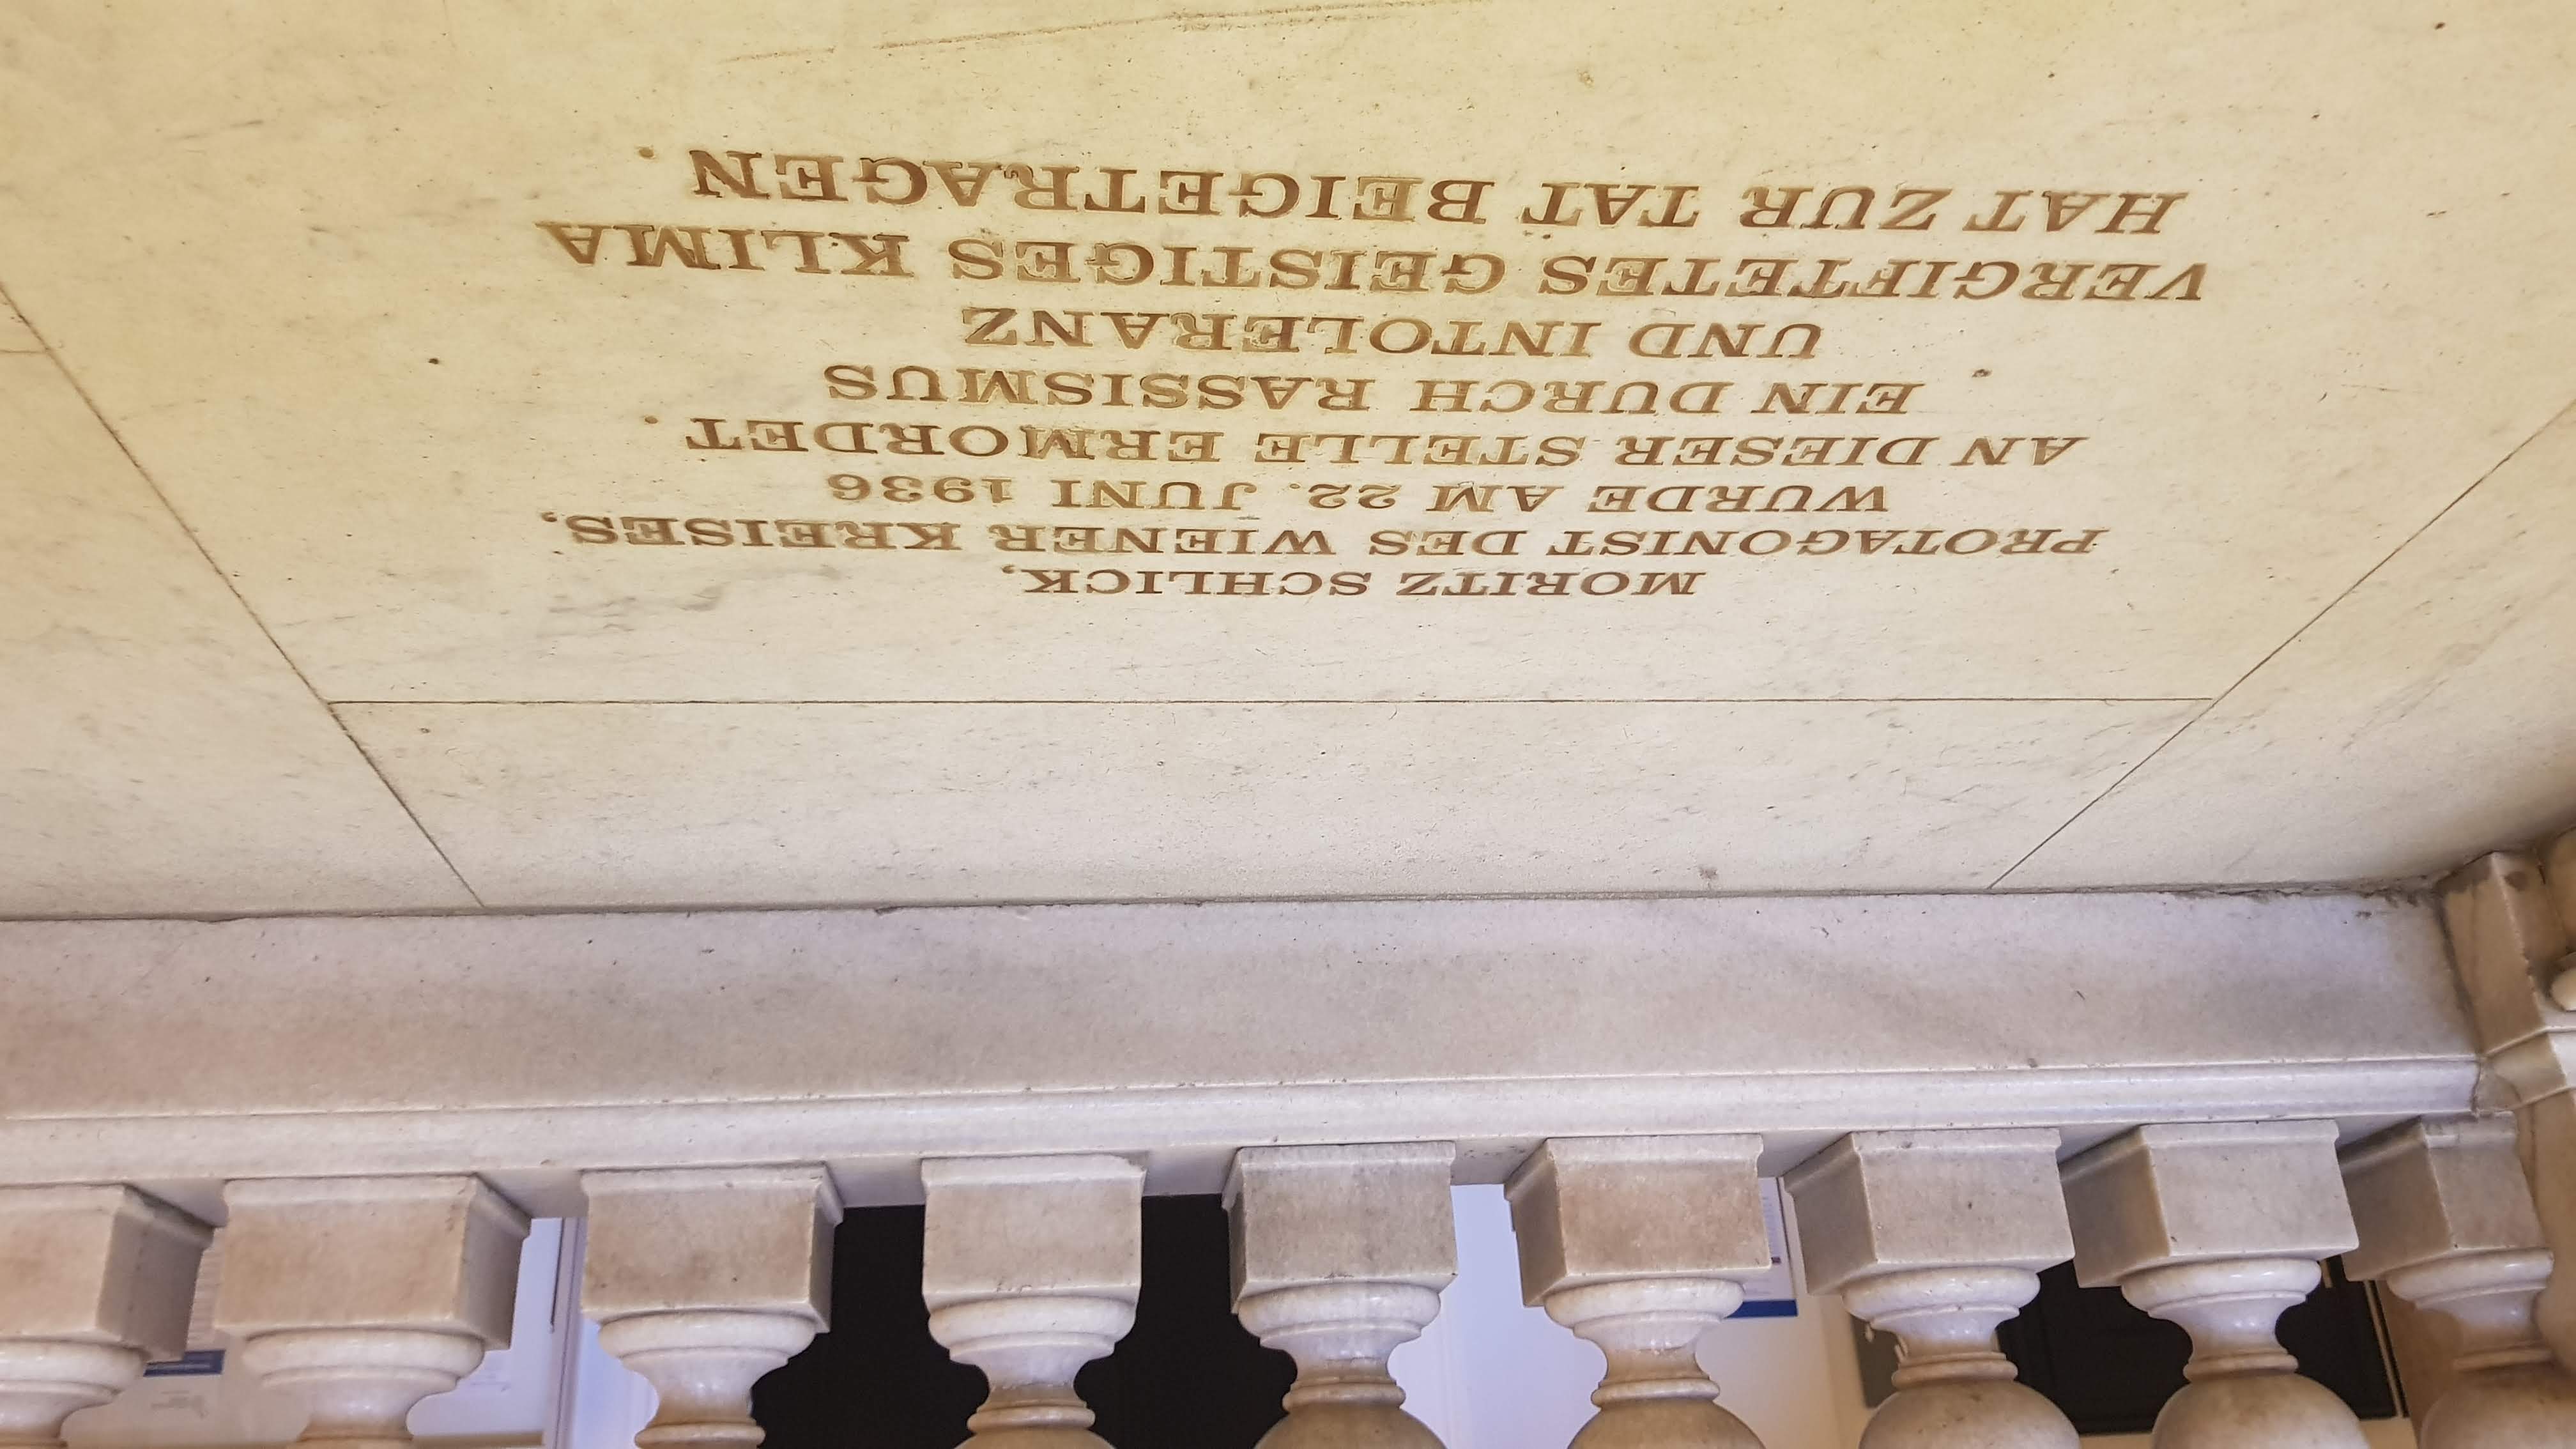 MORITZ SCHLICK,
PROTAGONIST DES WIENER KREISES,
WURDE AM 22. JUNI 1936
AN DIESER STELLE ERMORDET.
EIN DURCH RASSISMUS
UND INTOLERANZ
VERGIFTETES GEISTIGES KLIMA
HAT ZUR TAT BEIGETRAGEN.